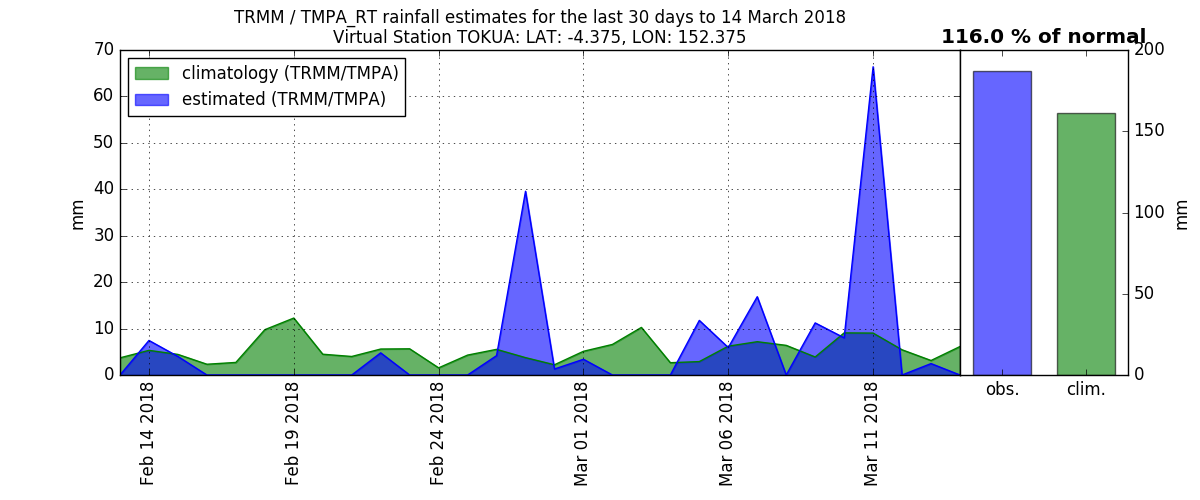 TRMM / TMPA_RT rainfall estimates for the last 30 days to 14 March 2018
Virtual Station TOKUA: LAT: -4.375, LON: 152.375
116.0 % of normal
climatology (TRMM/TMPA)
estimated (TRMM/TMPA)
70
60
50
40
30
20
10
0
mm
Feb 14 2018
Feb 19 2018
Feb 24 2018
Mar 01 2018
Mar 06 2018
Mar 11 2018
200
150
100
50
0
mm
obs.
clim.